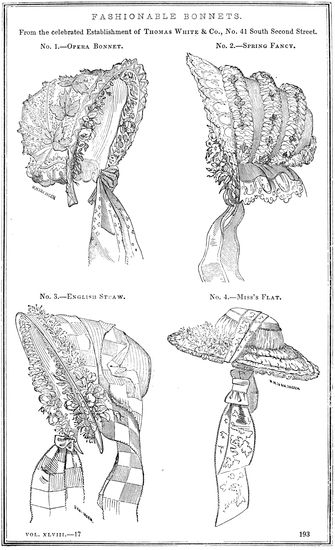 FASHIONABLE BONNETS.
From the celebrated Establishment of THOMAS WHITE & CO., No. 41 South Second Street.
No. 1.—OPERA BONNET.
No. 2.—SPRING FANCY.
No. 3.—ENGLISH STRAW.
No. 4.—MISS'S FLAT.
VOL. XLVIII.—17
193